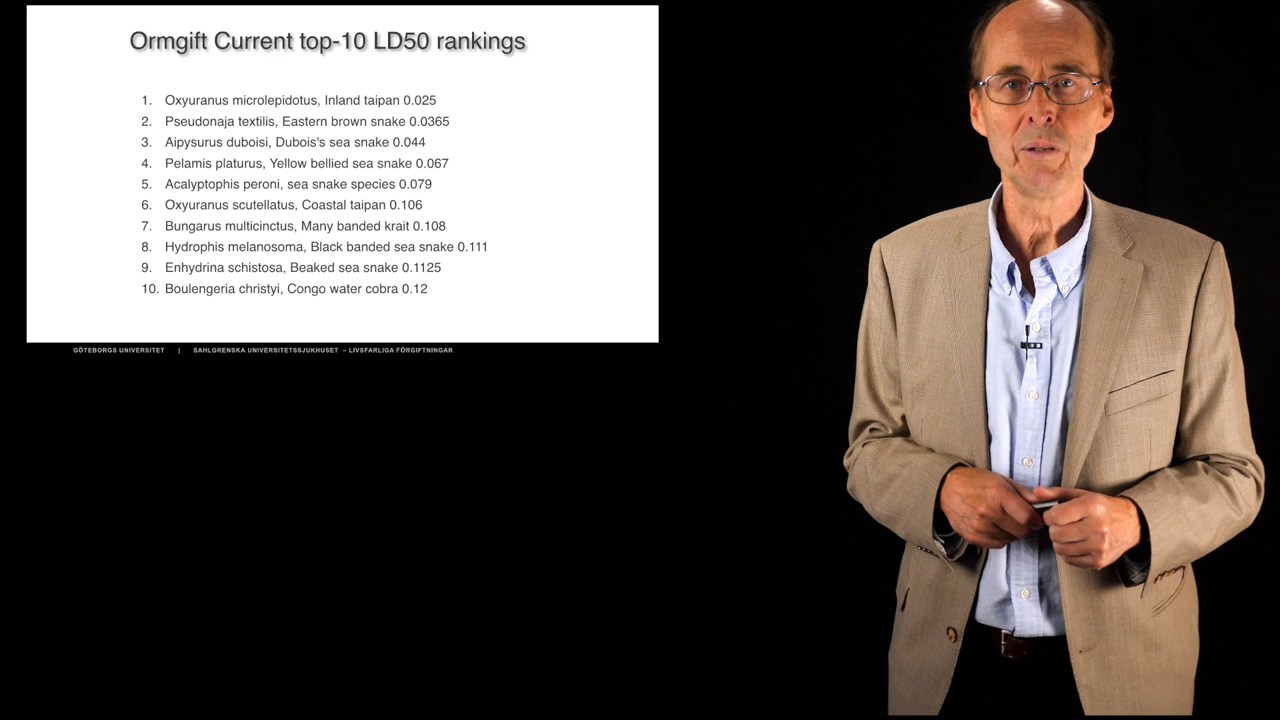 Ormgift Current top-10 LD50 rankings
1. Oxyuranus microlepidotus, Inland taipan 0.025
2. Pseudonaja textilis, Eastern brown snake 0.0365
3. Aipysurus duboisi, Dubois's sea snake 0.044
4. Pelamis platurus, Yellow bellied sea snake 0.067
5. Acalyptophis peroni, sea snake species 0.079
6. Oxyuranus scutellatus, Coastal taipan 0.106
7. Bungarus multicinctus, Many banded krait 0.108
8. Hydrophis melanosoma, Black banded sea snake 0.111
9. Enhydrina schistosa, Beaked sea snake 0.1125
10. Boulengeria christyi, Congo water cobra 0.12
GÖTEBORGS UNIVERSITET | SAHLGRENSKA UNIVERSITETSSJUKHUSET – LIVSFARLIGA FÖRGIFTNINGAR